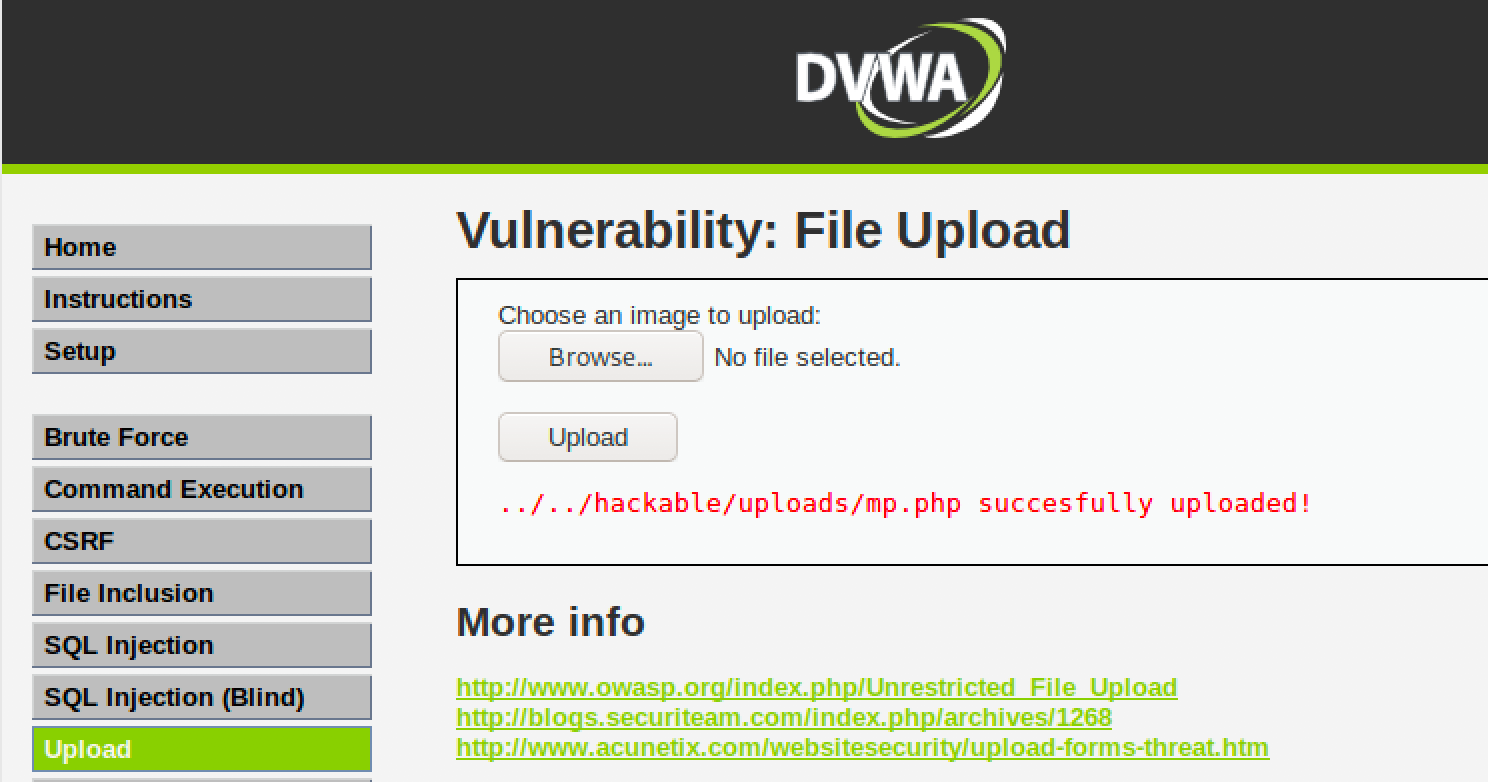 DVWA
Home
Instructions
Setup
Brute Force
Command Execution
CSRF
File Inclusion
SQL Injection
SQL Injection (Blind)
Upload
Vulnerability: File Upload
Choose an image to upload:
Browse... No file selected.
Upload
../../hackable/uploads/mp.php succesfully uploaded!
More info
http://www.owasp.org/index.php/Unrestricted_File_Upload
http://blogs.securiteam.com/index.php/archives/1268
http://www.acunetix.com/websitesecurity/upload-forms-threat.htm